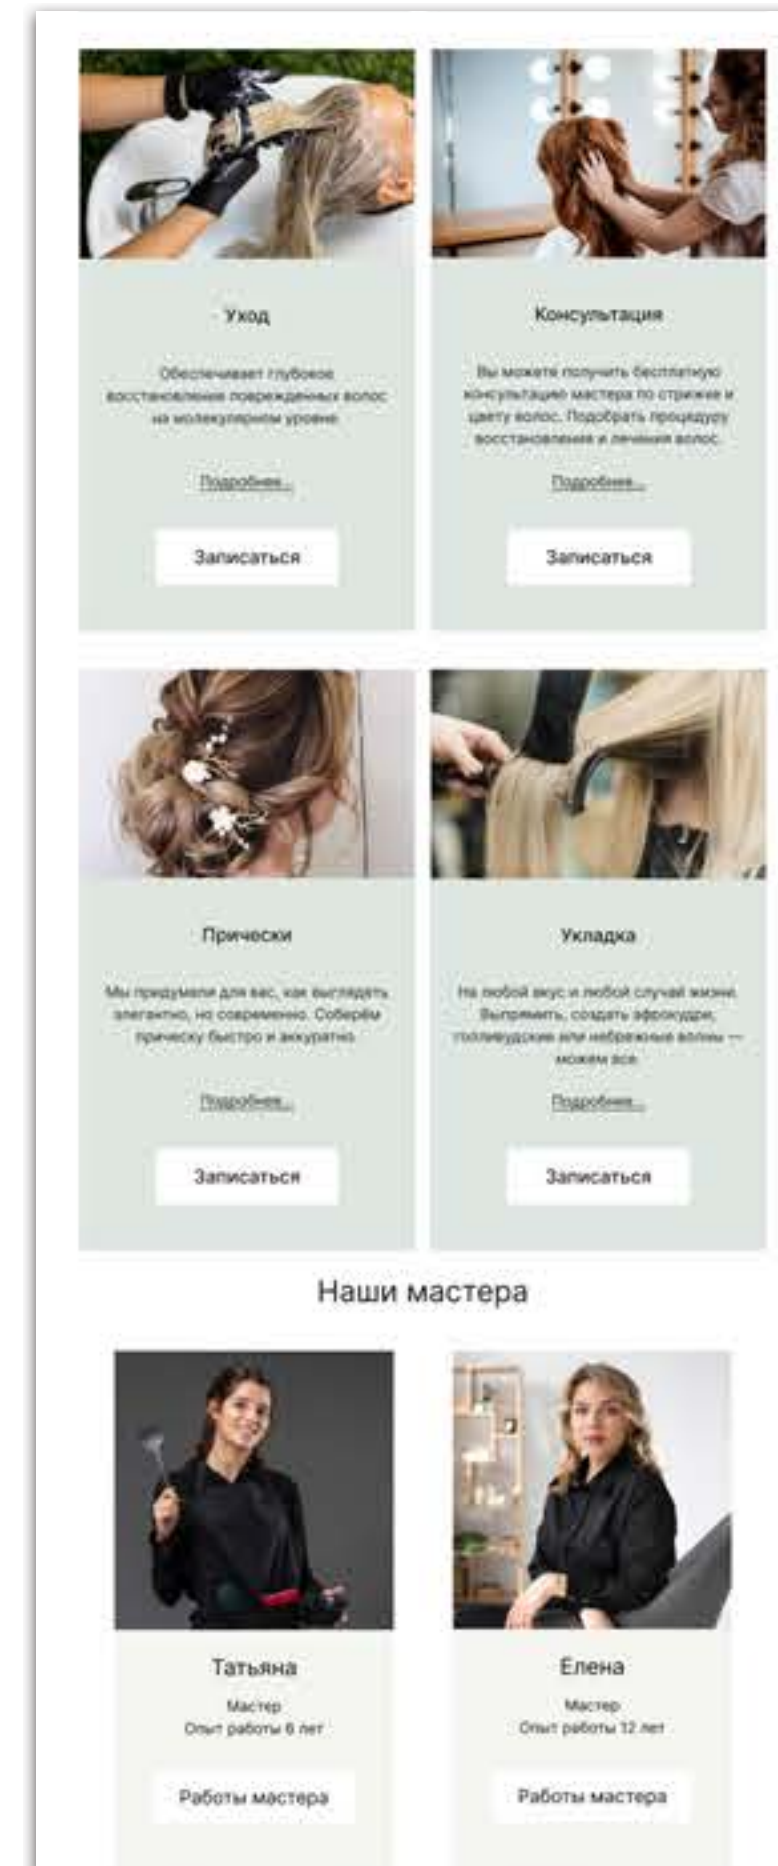 Уход
Обеспечивает глубокое
восстановление поврежденных волос
на молекулярном уровне
Подробнее...
Записаться
Консультация
Вы можете получить бесплатную
консультацию мастера по стрижке и
цвету волос. Подобрать процедуру
восстановления и лечения волос.
Подробнее...
Записаться
Прически
Мы придумали для вас, как выглядеть
элегантно, но современно. Соберём
прическу быстро и аккуратно.
Подробнее...
Записаться
Укладка
На любой вкус и любой случай жизни.
Выпрямить, создать афрокудри,
голливудские или небрежные волны —
можем все.
Подробнее...
Записаться
Наши мастера
Татьяна
Мастер
Опыт работы 6 лет
Работы мастера
Елена
Мастер
Опыт работы 12 лет
Работы мастера